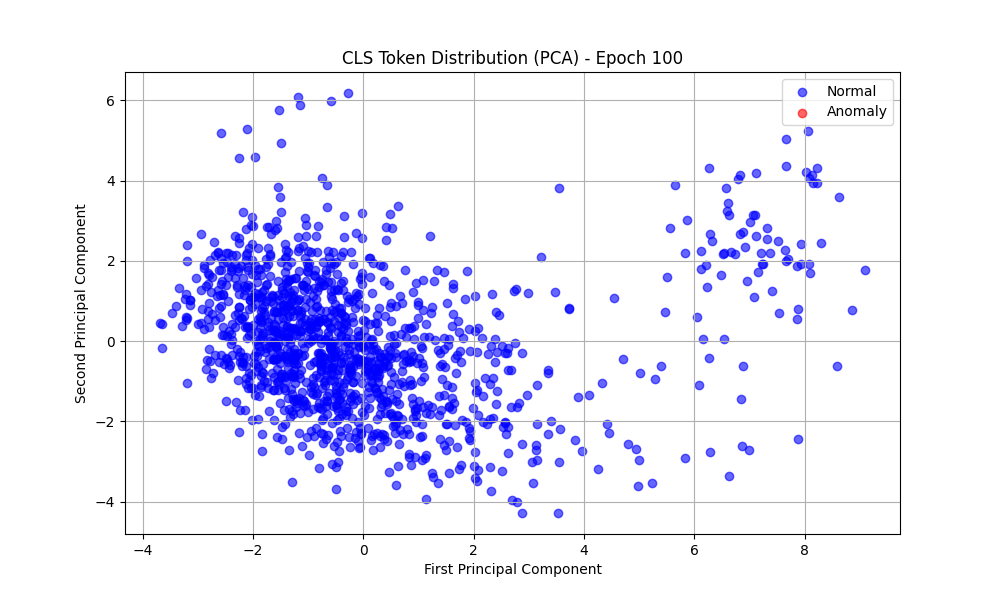 CLS Token Distribution (PCA) - Epoch 100
Normal
Anomaly
6
4
2
0
−2
−4
Second Principal Component
−4
−2
0
2
4
6
8
First Principal Component